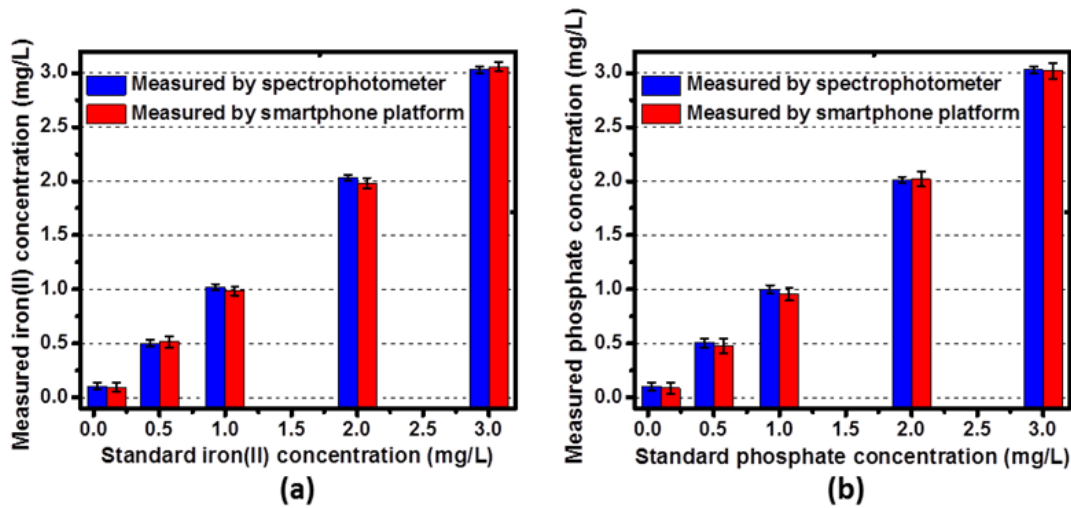 Measured iron(II) concentration (mg/L)
3.0
2.5
2.0
1.5
1.0
0.5
0.0
Measured by spectrophotometer
Measured by smartphone platform
0.0 0.5 1.0 1.5 2.0 2.5 3.0
Standard iron(II) concentration (mg/L)
(a)
Measured phosphate concentration (mg/L)
3.0
2.5
2.0
1.5
1.0
0.5
0.0
Measured by spectrophotometer
Measured by smartphone platform
0.0 0.5 1.0 1.5 2.0 2.5 3.0
Standard phosphate concentration (mg/L)
(b)